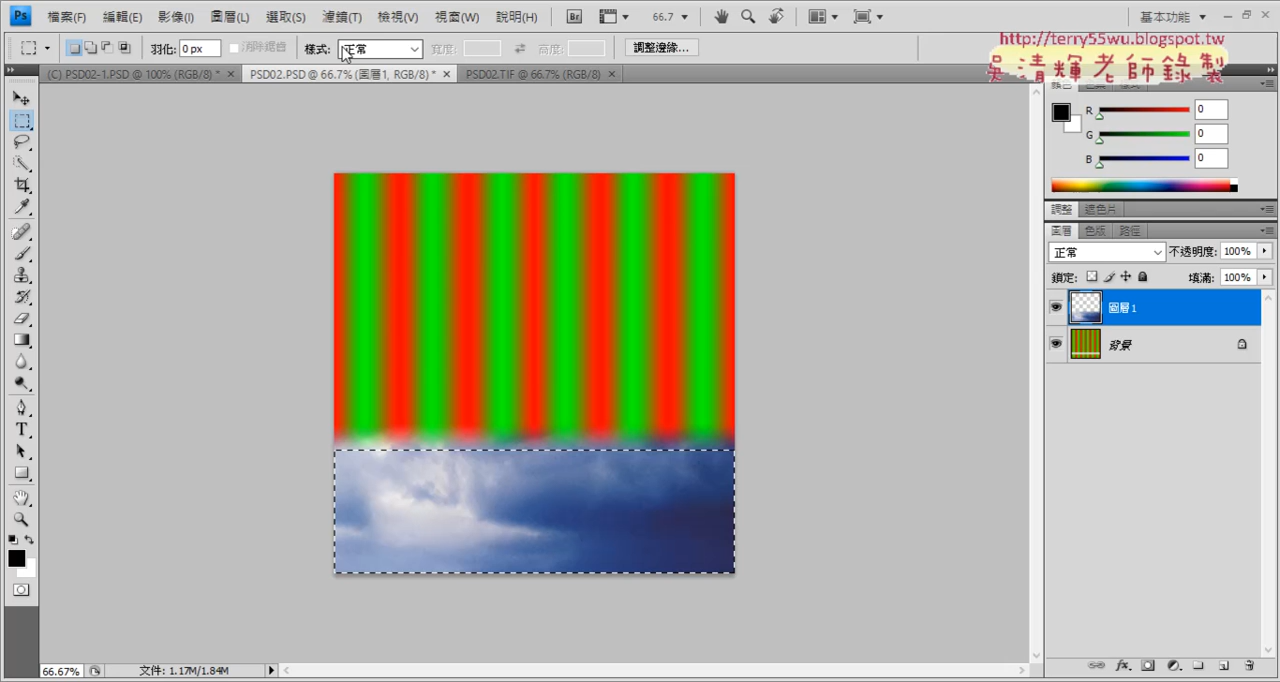 Ps 檔案(F) 編輯(E) 影像(I) 圖層(L) 選取(S) 濾鏡(T) 檢視(V) 視窗(W) 說明(H) Br 66.7 基本功能
http://terry55wu.blogspot.tw
吳清輝老師錄製
羽化: 0 px 消除鋸齒 樣式: 正常 寬度: 高度: 調整邊緣...
(C) PSD02-1.PSD @ 100% (RGB/8) * × PSD02.PSD @ 66.7% (圖層 1, RGB/8) * × PSD02.TIF @ 66.7% (RGB/8) ×
R 0
G 0
B 0
調整 遮色片
圖層 色版 路徑
正常 不透明度: 100%
鎖定: 填滿: 100%
圖層 1
背景
T
fx
66.67% 文件: 1.17M/1.84M